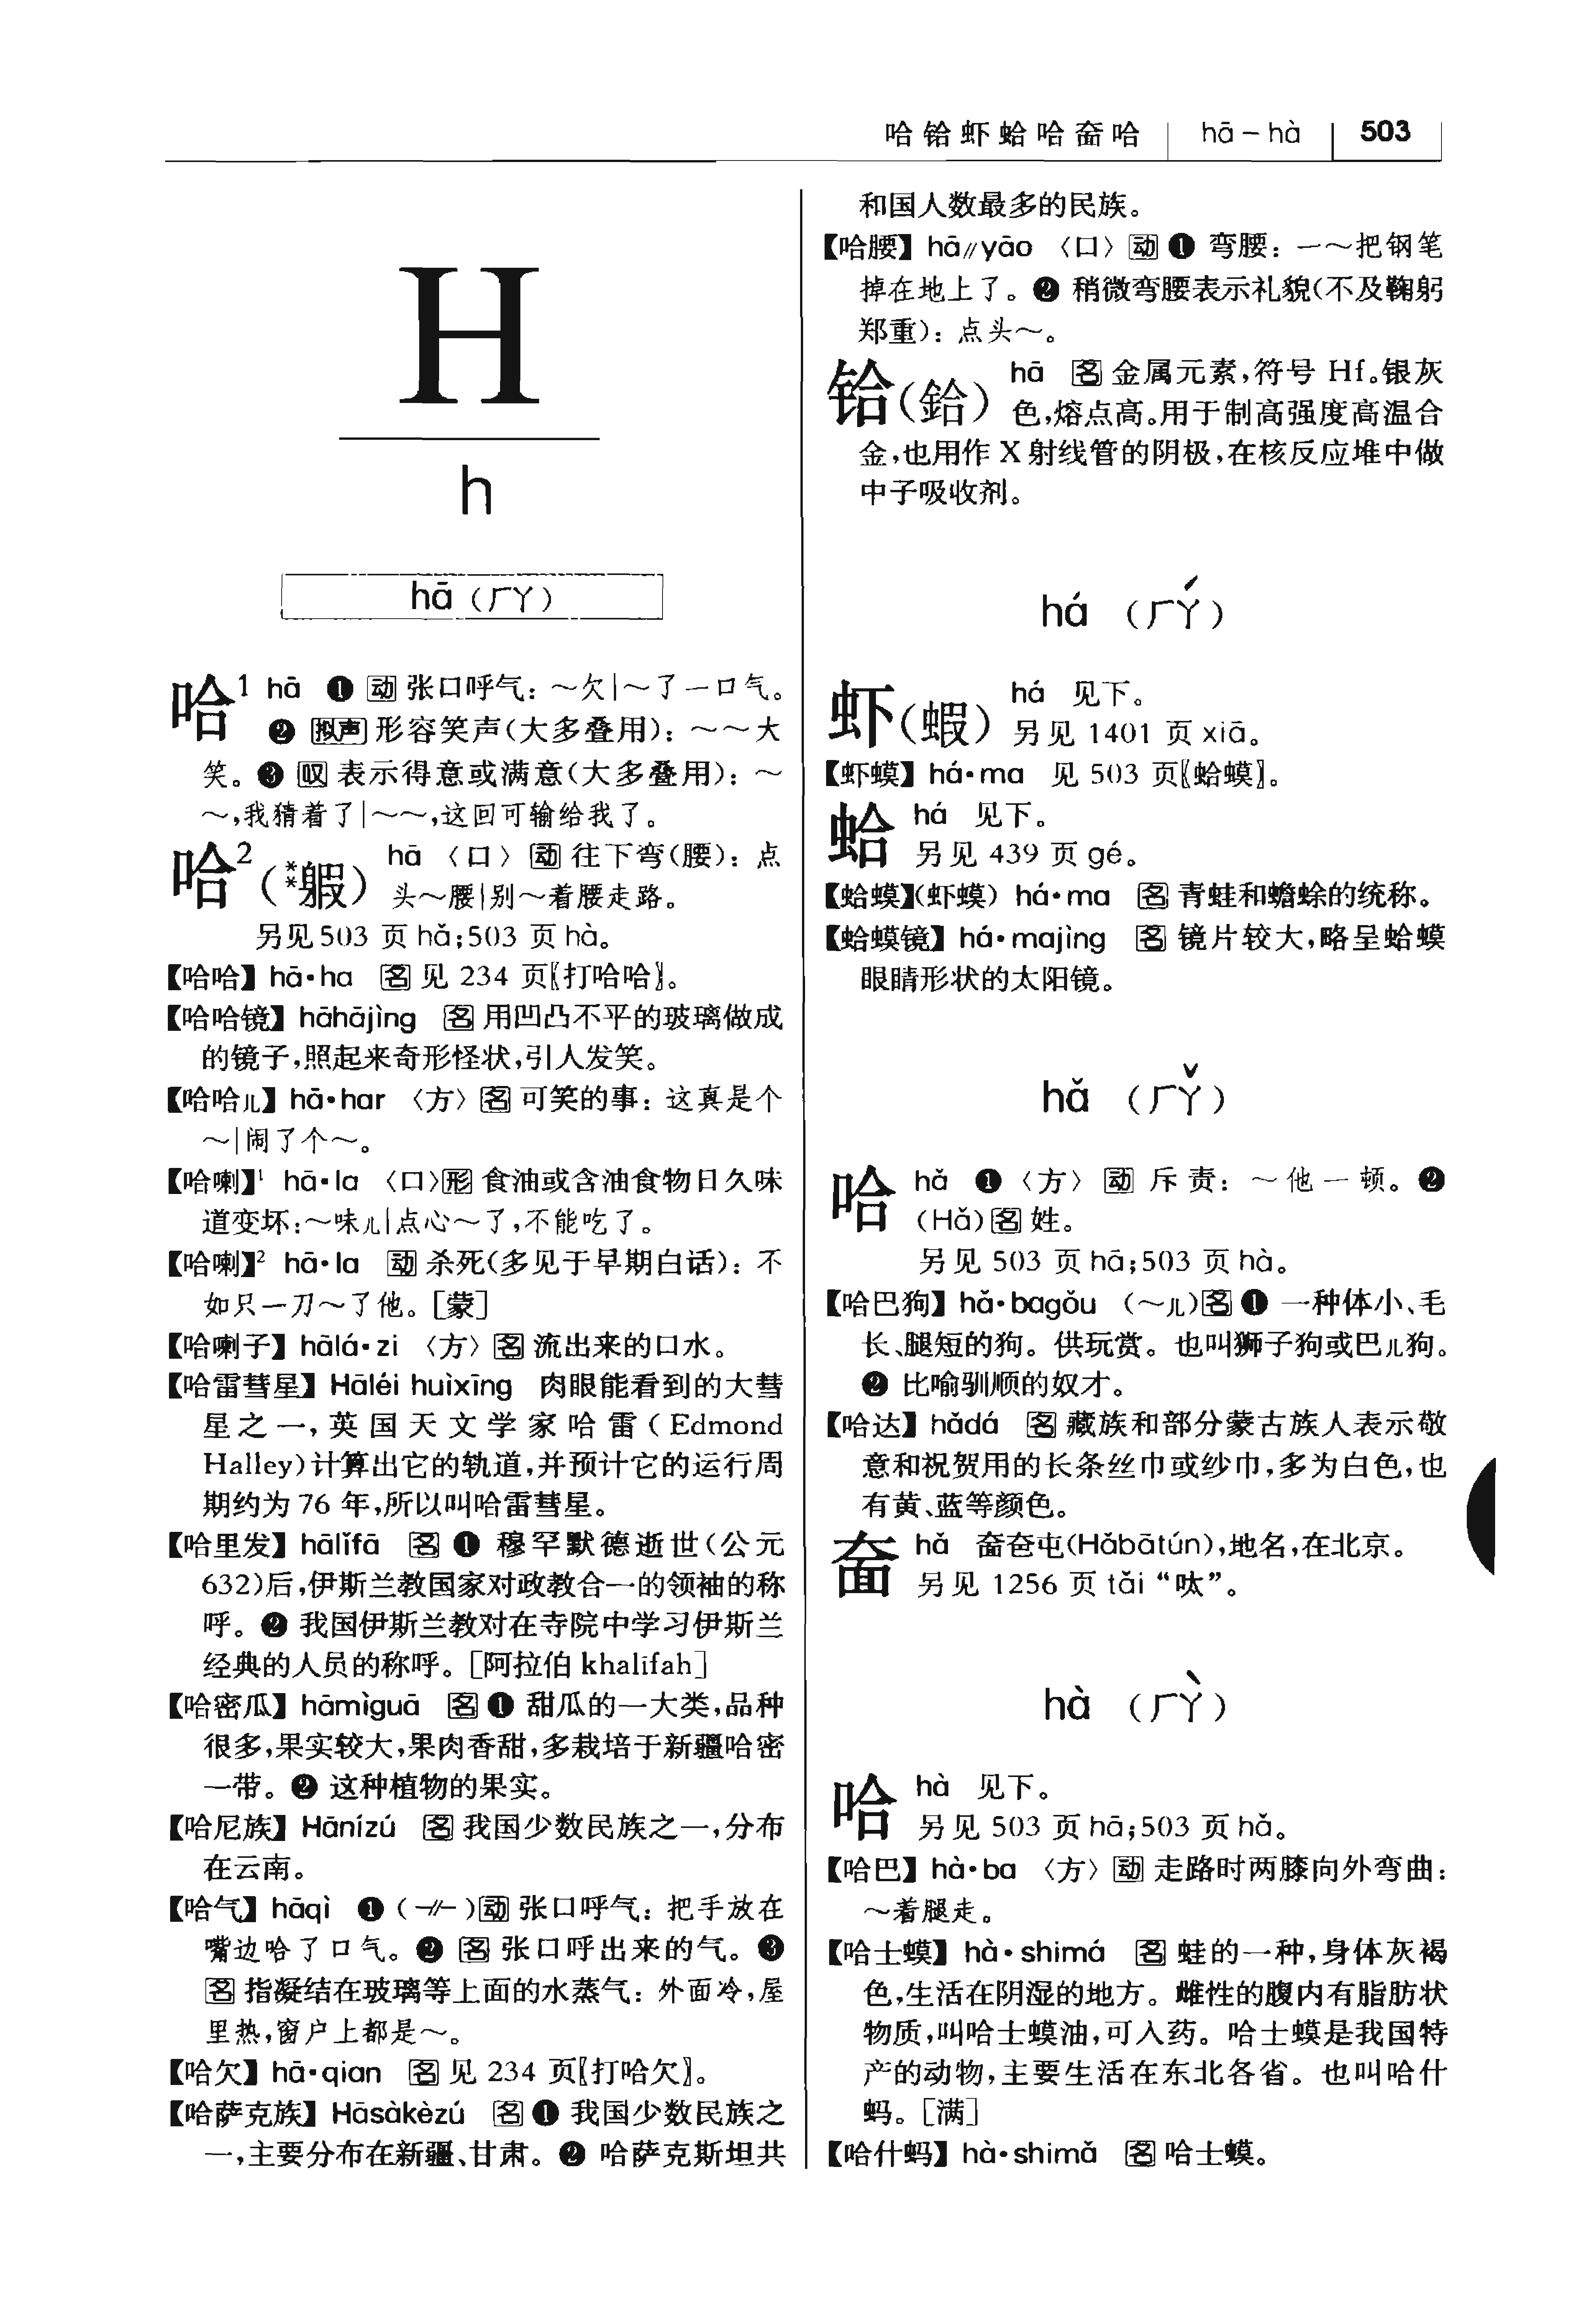 哈铪虾蛤哈畣哈 hā－hà 503
H
h
hā（ㄏㄚ）
哈¹ hā ❶ 动 张口呼气：～欠|～了一口气。
❷ 拟声 形容笑声（大多叠用）：～～大
笑。❸ 叹 表示得意或满意（大多叠用）：～
～，我猜着了|～～，这回可输给我了。
哈² hā 〈口〉动 往下弯（腰）：点
头～腰|别～着腰走路。
另见503 页 hǎ；503 页 hà。
【哈哈】hā·ha 名 见 234 页〖打哈哈〗。
【哈哈镜】hāhājìng 名 用凹凸不平的玻璃做成
的镜子，照起来奇形怪状，引人发笑。
【哈哈儿】hā·har 〈方〉名 可笑的事：这真是个
～|闹了个～。
【哈喇】¹ hā·la 〈口〉形 食油或含油食物日久味
道变坏：～味儿|点心～了，不能吃了。
【哈喇】² hā·la 动 杀死（多见于早期白话）：不
如只一刀～了他。[蒙]
【哈喇子】hālá·zi 〈方〉名 流出来的口水。
【哈雷彗星】Hāléi huìxīng 肉眼能看到的大彗
星之一，英国天文学家哈雷（Edmond
Halley）计算出它的轨道，并预计它的运行周
期约为 76 年，所以叫哈雷彗星。
【哈里发】hālǐfā 名 ❶ 穆罕默德逝世（公元
632）后，伊斯兰教国家对政教合一的领袖的称
呼。❷ 我国伊斯兰教对在寺院中学习伊斯兰
经典的人员的称呼。[阿拉伯 khalīfah]
【哈密瓜】hāmìguā 名 ❶ 甜瓜的一大类，品种
很多，果实较大，果肉香甜，多栽培于新疆哈密
一带。❷ 这种植物的果实。
【哈尼族】Hānízú 名 我国少数民族之一，分布
在云南。
【哈气】hāqì ❶（-//-）动 张口呼气：把手放在
嘴边哈了口气。❷ 名 张口呼出来的气。❸
名 指凝结在玻璃等上面的水蒸气：外面冷，屋
里热，窗户上都是～。
【哈欠】hā·qian 名 见 234 页〖打哈欠〗。
【哈萨克族】Hāsàkèzú 名 ❶ 我国少数民族之
一，主要分布在新疆、甘肃。❷ 哈萨克斯坦共
和国人数最多的民族。
【哈腰】hā//yāo 〈口〉动 ❶ 弯腰：一～把钢笔
掉在地上了。❷ 稍微弯腰表示礼貌（不及鞠躬
郑重）：点头～。
铪（鉿） hā 名 金属元素，符号 Hf。银灰
色，熔点高。用于制高强度高温合
金，也用作 X 射线管的阴极，在核反应堆中做
中子吸收剂。
há （ㄏㄚˊ）
虾（蝦） há 见下。
另见 1401 页 xiā。
【虾蟆】há·ma 见 503 页〖蛤蟆〗。
蛤 há 见下。
另见 439 页 gé。
【蛤蟆】（虾蟆）há·ma 名 青蛙和蟾蜍的统称。
【蛤蟆镜】há·majìng 名 镜片较大，略呈蛤蟆
眼睛形状的太阳镜。
hǎ （ㄏㄚˇ）
哈 hǎ ❶〈方〉动 斥责：～他一顿。❷
（Hǎ）名 姓。
另见 503 页 hā；503 页 hà。
【哈巴狗】hǎ·bagǒu （～儿）名 ❶ 一种体小、毛
长、腿短的狗。供玩赏。也叫狮子狗或巴儿狗。
❷ 比喻驯顺的奴才。
【哈达】hǎdá 名 藏族和部分蒙古族人表示敬
意和祝贺用的长条丝巾或纱巾，多为白色，也
有黄、蓝等颜色。
畣 hǎ 畣夿屯（Hǎbātún），地名，在北京。
另见 1256 页 tǎi“呔”。
hà （ㄏㄚˋ）
哈 hà 见下。
另见 503 页 hā；503 页 hǎ。
【哈巴】hà·ba 〈方〉动 走路时两膝向外弯曲：
～着腿走。
【哈士蟆】hà·shimá 名 蛙的一种，身体灰褐
色，生活在阴湿的地方。雌性的腹内有脂肪状
物质，叫哈士蟆油，可入药。哈士蟆是我国特
产的动物，主要生活在东北各省。也叫哈什
蚂。[满]
【哈什蚂】hà·shimǎ 名 哈士蟆。